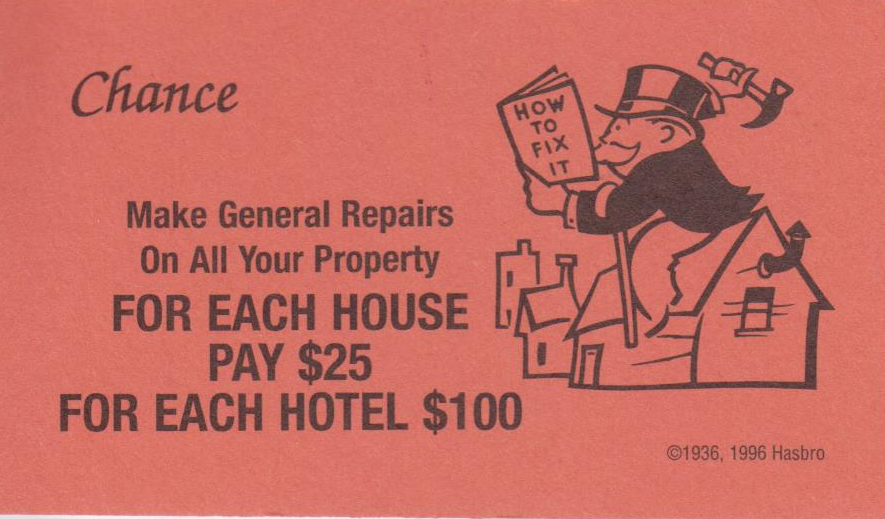 Chance
HOW
TO
FIX
IT
Make General Repairs
On All Your Property
FOR EACH HOUSE
PAY $25
FOR EACH HOTEL $100
©1936, 1996 Hasbro